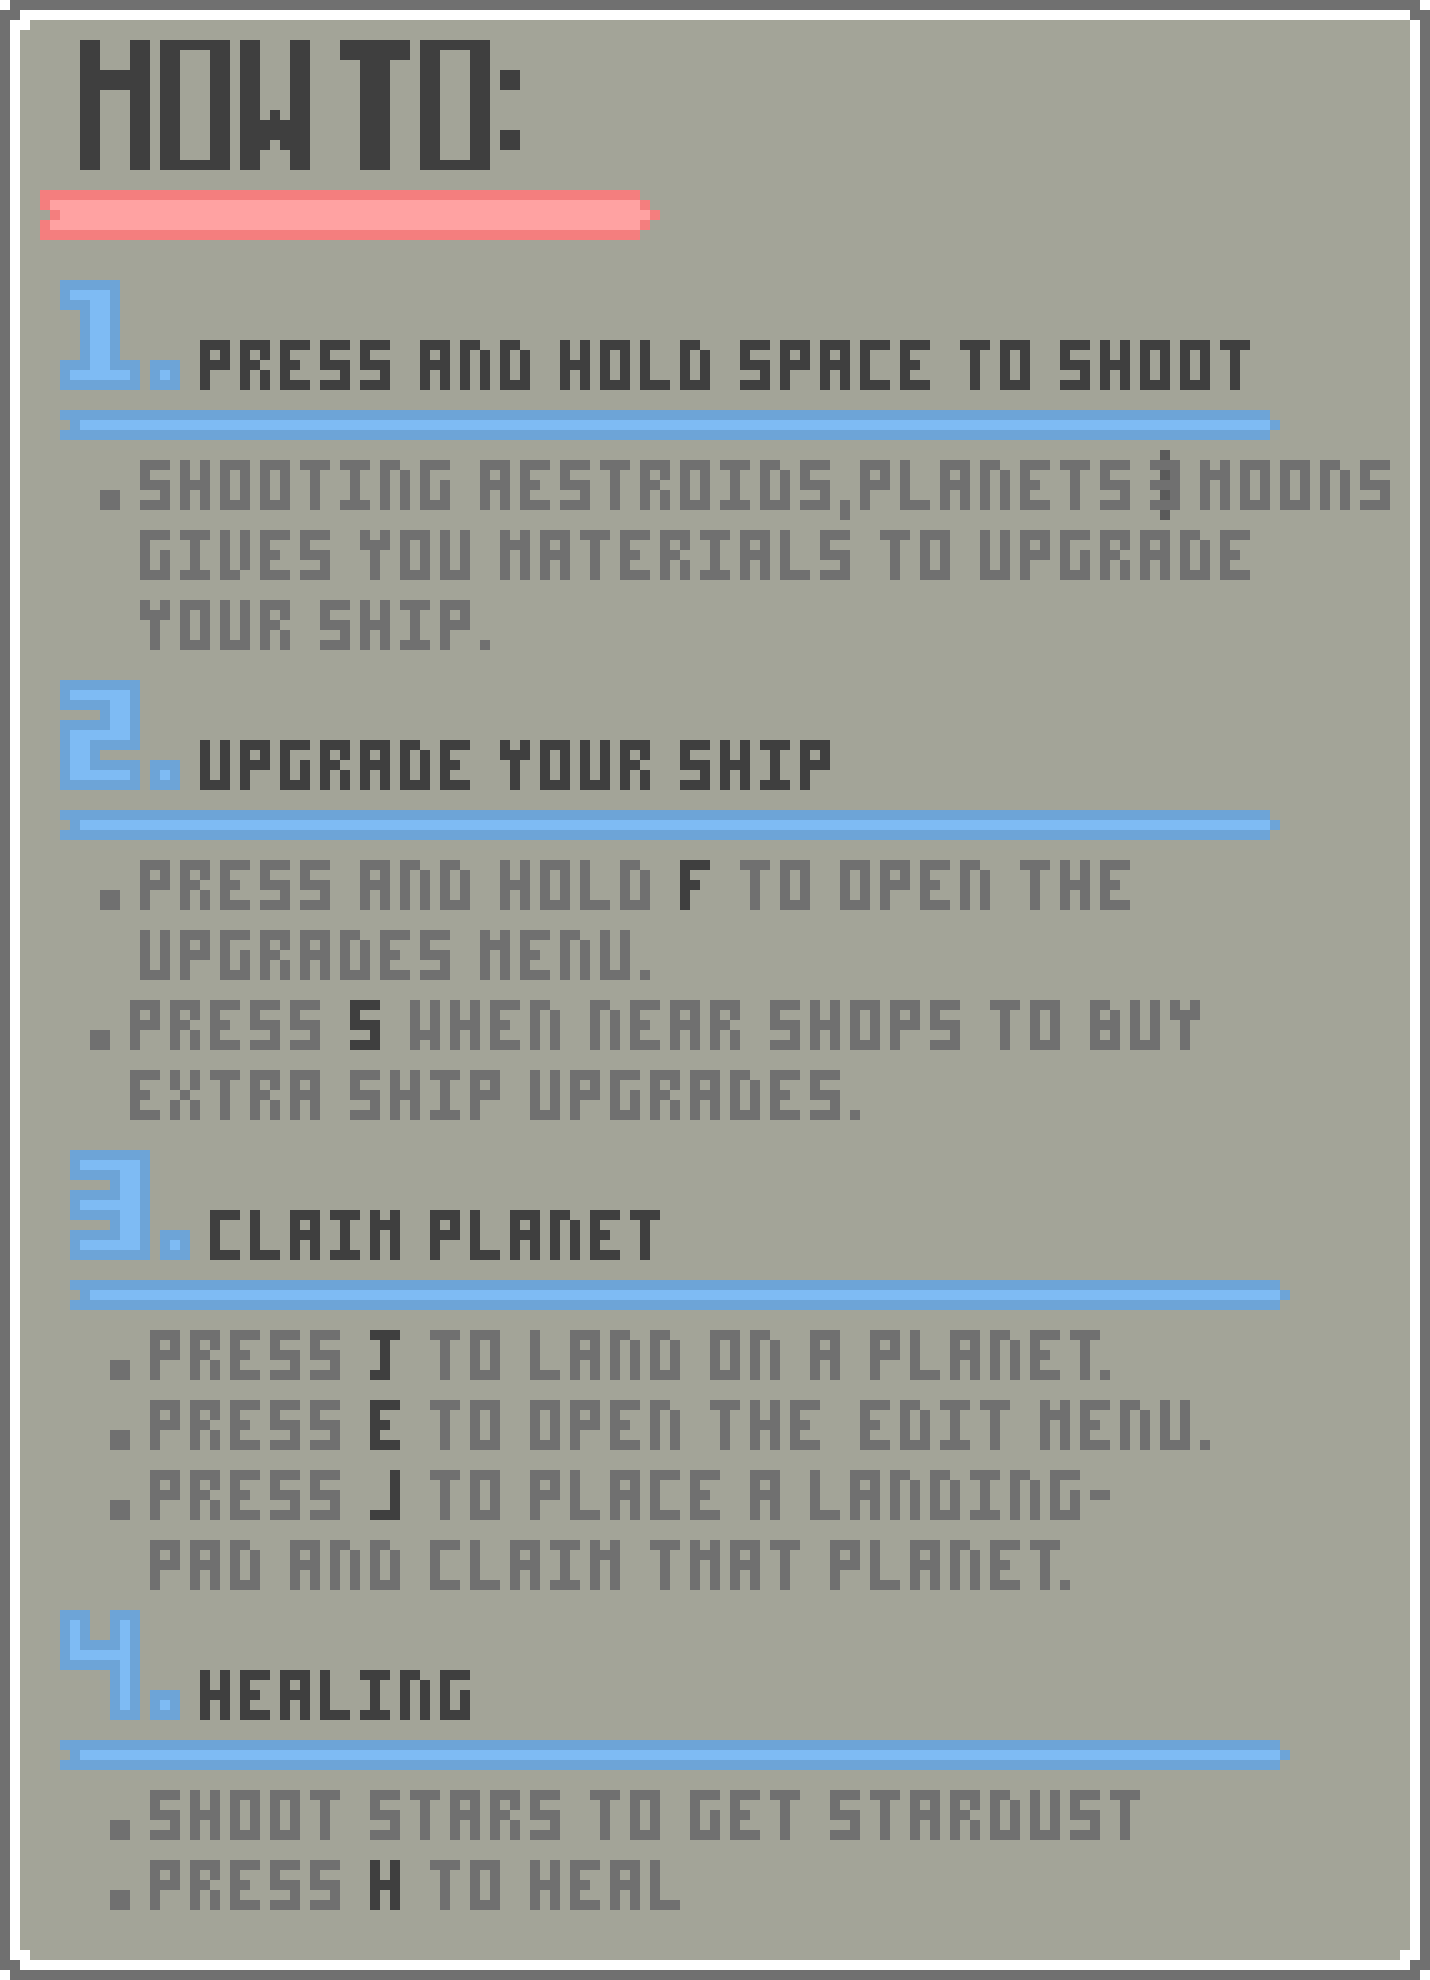 HOW TO:
1. PRESS AND HOLD SPACE TO SHOOT
. SHOOTING AESTROIDS,PLANETS & MOONS
GIVES YOU MATERIALS TO UPGRADE
YOUR SHIP.
2. UPGRADE YOUR SHIP
. PRESS AND HOLD F TO OPEN THE
UPGRADES MENU.
. PRESS S WHEN NEAR SHOPS TO BUY
EXTRA SHIP UPGRADES.
3. CLAIM PLANET
. PRESS J TO LAND ON A PLANET.
. PRESS E TO OPEN THE EDIT MENU.
. PRESS J TO PLACE A LANDING-
PAD AND CLAIM THAT PLANET.
4. HEALING
. SHOOT STARS TO GET STARDUST
. PRESS H TO HEAL